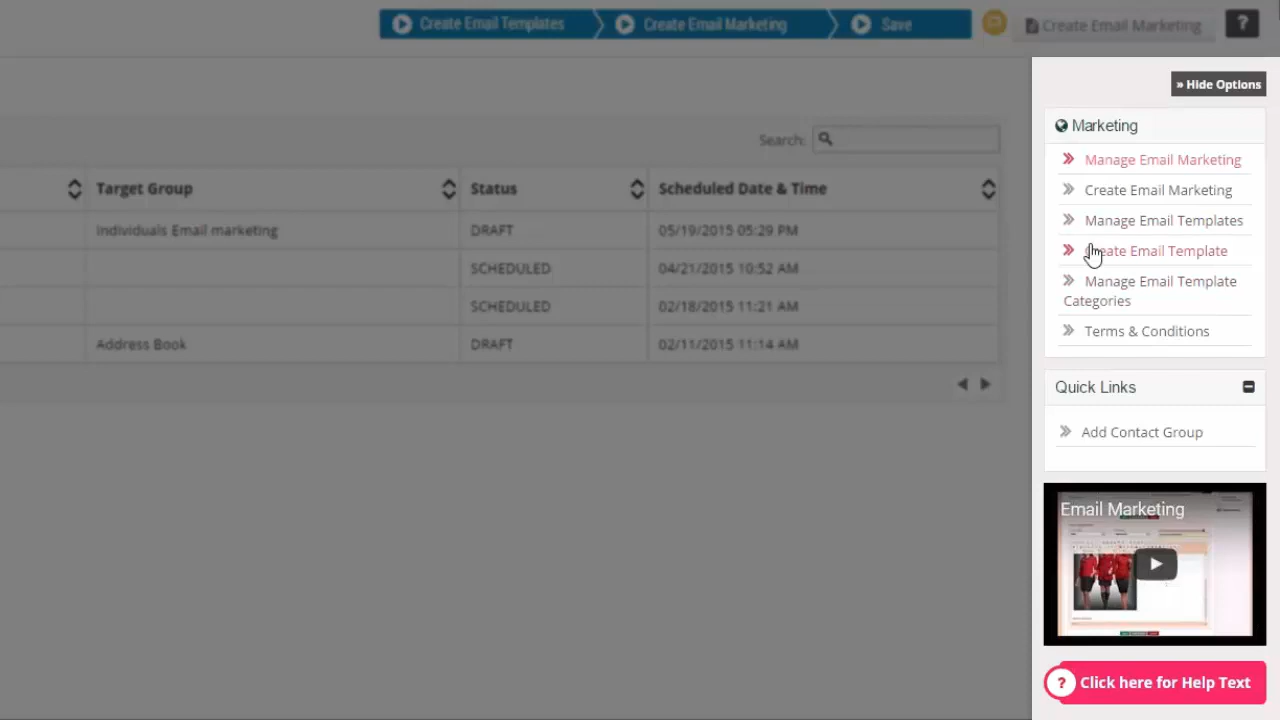 Create Email Templates
Create Email Marketing
Save
Create Email Marketing
?
» Hide Options
Marketing
Manage Email Marketing
Create Email Marketing
Manage Email Templates
Create Email Template
Manage Email Template
Categories
Terms & Conditions
Quick Links
Add Contact Group
Email Marketing
? Click here for Help Text
Search:
Target Group
Status
Scheduled Date & Time
Individuals Email marketing
DRAFT
05/19/2015 05:29 PM
SCHEDULED
04/21/2015 10:52 AM
SCHEDULED
02/18/2015 11:21 AM
Address Book
DRAFT
02/11/2015 11:14 AM